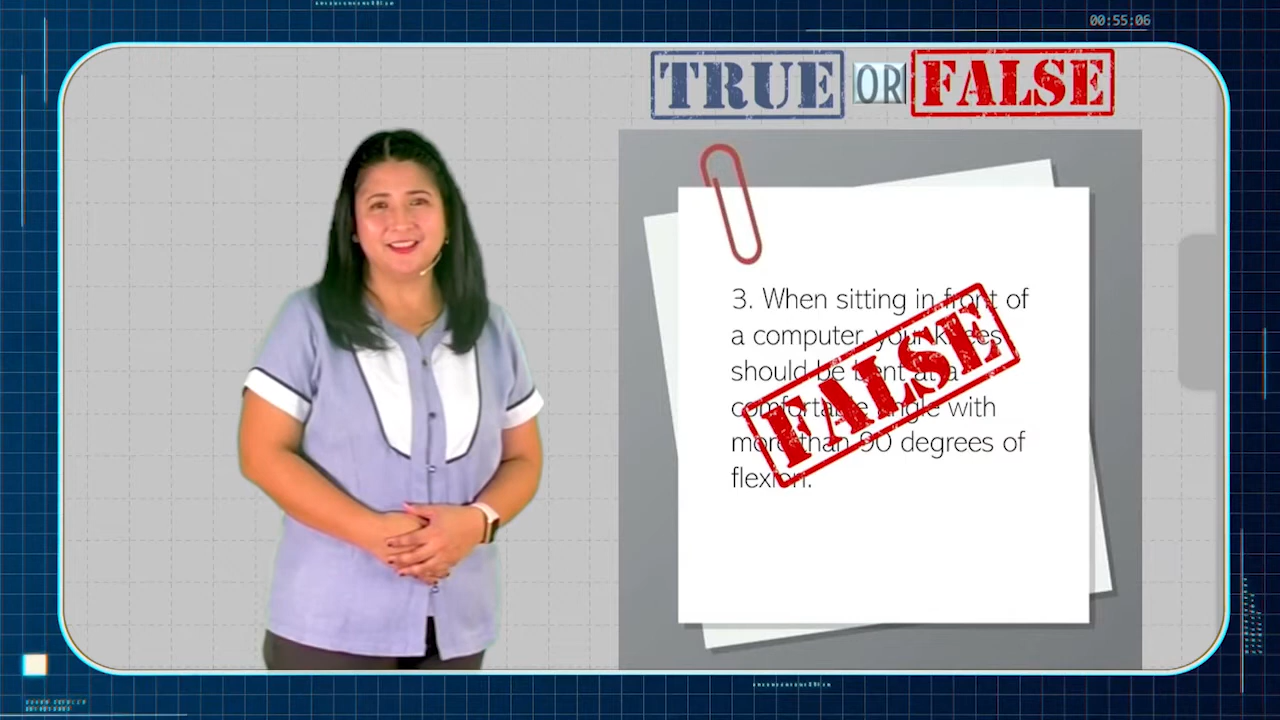 00:55:06
TRUE OR FALSE
3. When sitting in front of
a computer, your knees
should be bent at a
comfortable angle with
more than 90 degrees of
flexion.
FALSE